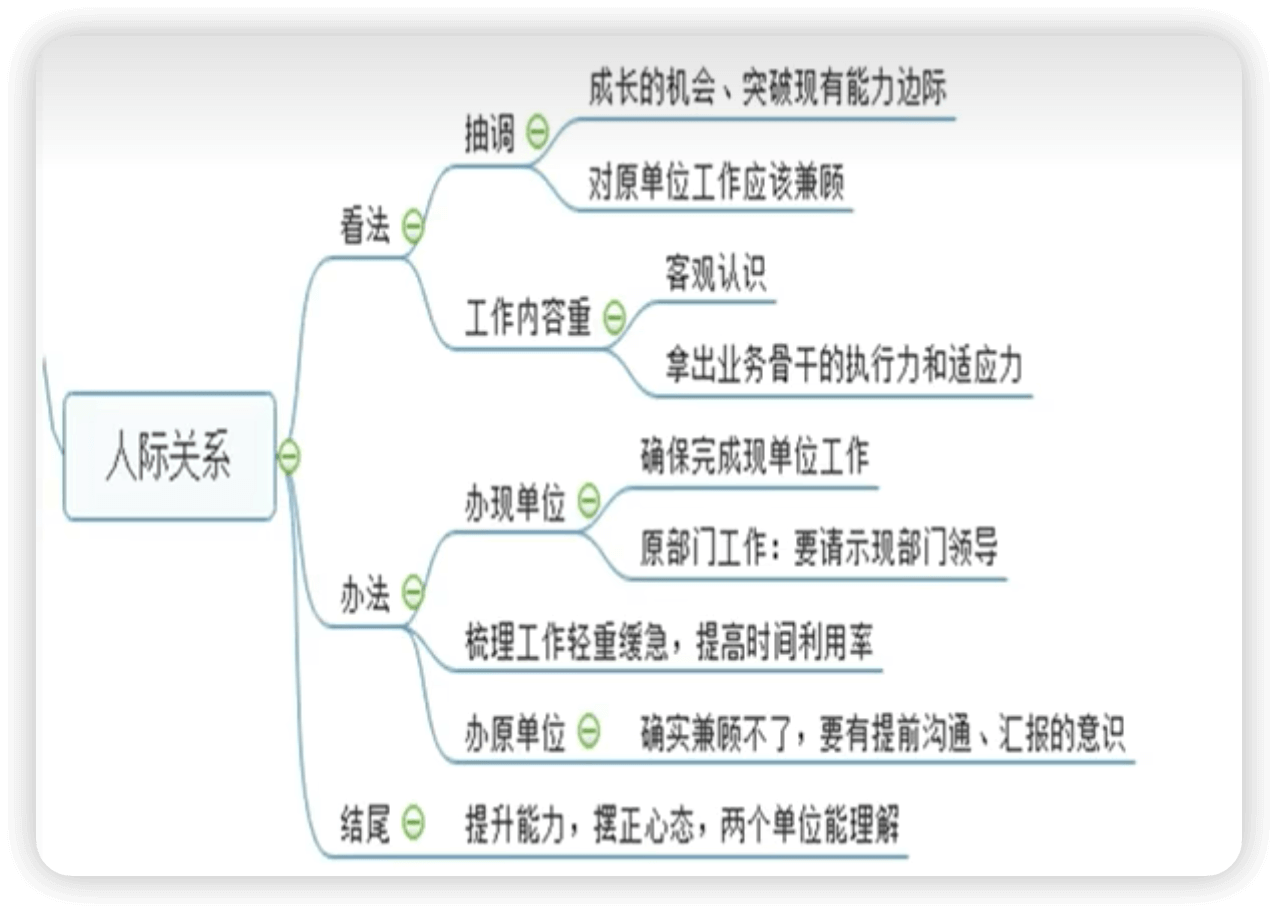 成长的机会、突破现有能力边际
抽调
对原单位工作应该兼顾
看法
客观认识
工作内容重
拿出业务骨干的执行力和适应力
人际关系
确保完成现单位工作
办现单位
原部门工作：要请示现部门领导
办法
梳理工作轻重缓急，提高时间利用率
办原单位 确实兼顾不了，要有提前沟通、汇报的意识
结尾 提升能力，摆正心态，两个单位能理解